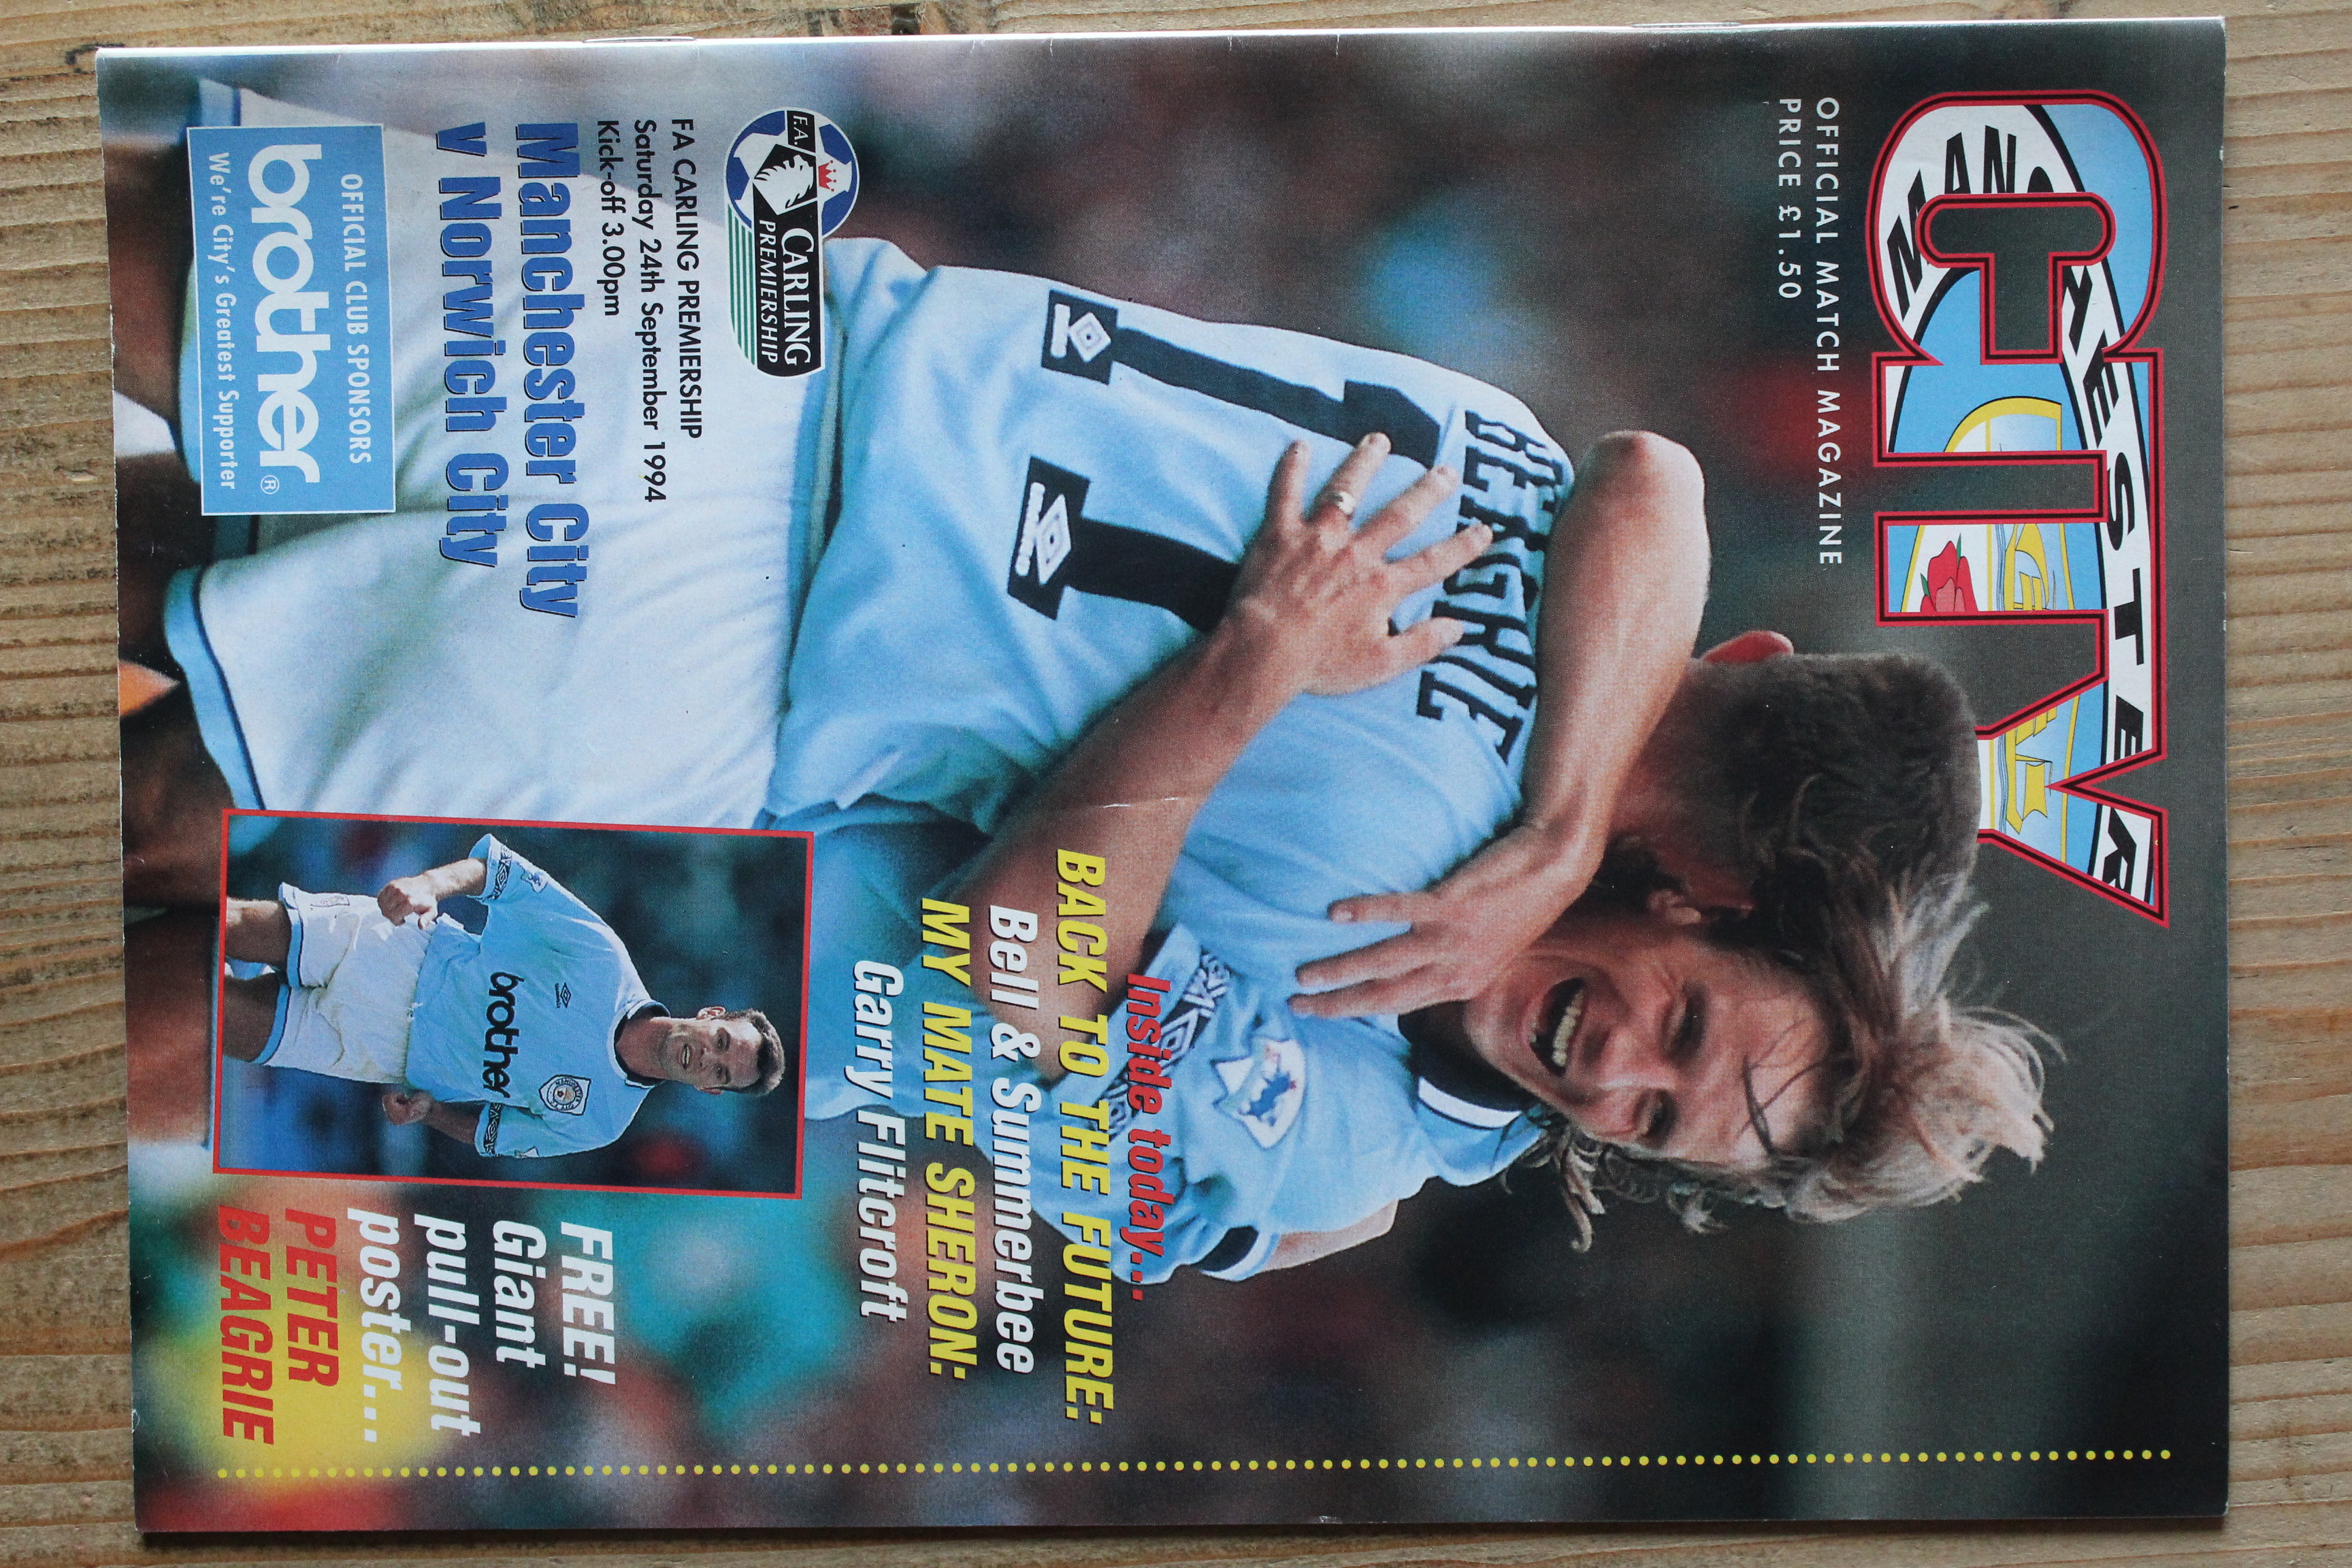 CITY
MANCHESTER
OFFICIAL MATCH MAGAZINE
PRICE £1.50
BEAGRIE
11
umbro
Inside today...
BACK TO THE FUTURE:
Bell & Summerbee
MY MATE SHERON:
Garry Flitcroft
F.A.
CARLING
PREMIERSHIP
FA CARLING PREMIERSHIP
Saturday 24th September 1994
Kick-off 3.00pm
Manchester City
v Norwich City
OFFICIAL CLUB SPONSORS
brother®
We're City's Greatest Supporter
brother
FREE!
Giant
pull-out
poster...
PETER
BEAGRIE